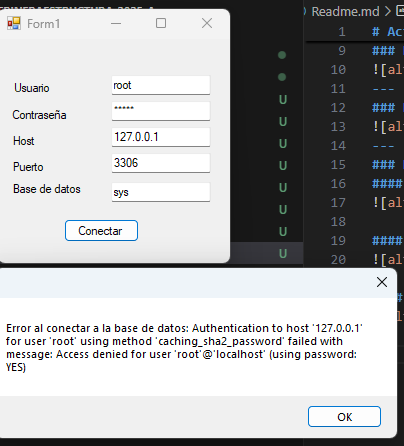 Form1
Usuario
root
Contraseña
*****
Host
127.0.0.1
Puerto
3306
Base de datos
sys
Conectar
U
U
U
U
U
U
U
U
Readme.md
1 # Ac
9 ###
10 ![al
11 ---
12 ###
13 ![al
14 ---
15 ###
16 ####
17 ![al
18
19 ####
20 ![al
Error al conectar a la base de datos: Authentication to host '127.0.0.1'
for user 'root' using method 'caching_sha2_password' failed with
message: Access denied for user 'root'@'localhost' (using password:
YES)
OK